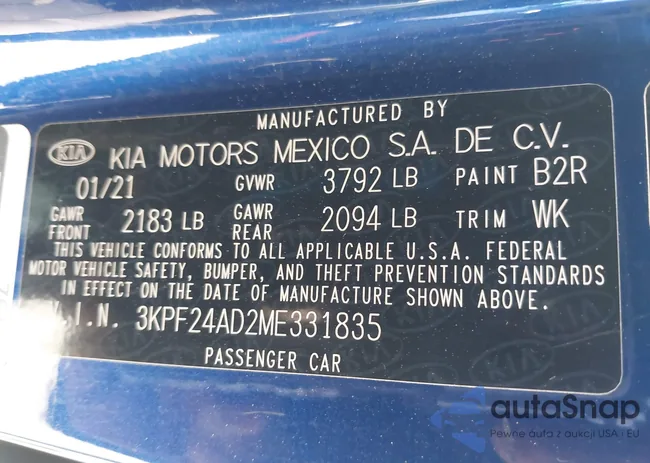 MANUFACTURED BY
KIA KIA MOTORS MEXICO S.A. DE C.V.
01/21 GVWR 3792 LB PAINT B2R
GAWR FRONT 2183 LB GAWR REAR 2094 LB TRIM WK
THIS VEHICLE CONFORMS TO ALL APPLICABLE U.S.A. FEDERAL
MOTOR VEHICLE SAFETY, BUMPER, AND THEFT PREVENTION STANDARDS
IN EFFECT ON THE DATE OF MANUFACTURE SHOWN ABOVE.
V.I.N. 3KPF24AD2ME331835
PASSENGER CAR
autoSnap
Pewne auta z aukcji USA i EU